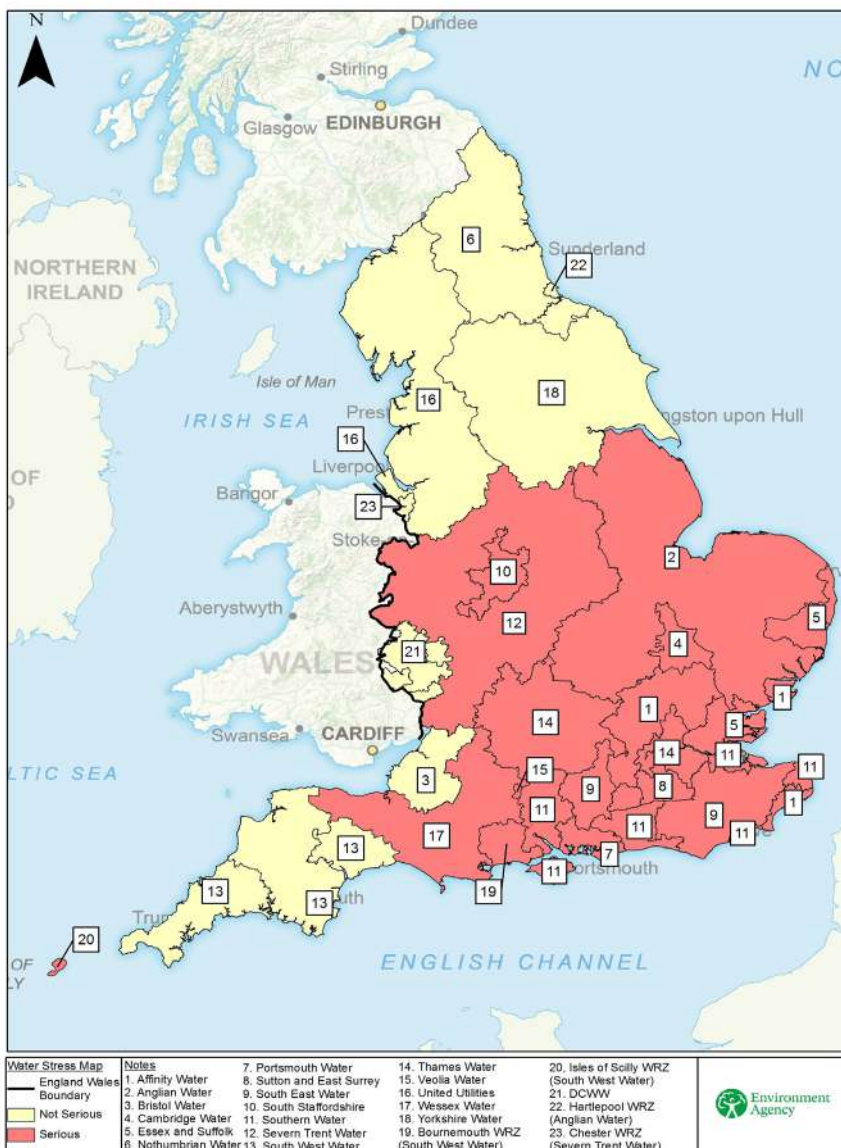 N
Dundee
NO
Stirling
Glasgow
EDINBURGH
6
Sunderland
22
NORTHERN
IRELAND
Isle of Man
16
18
Prest
ngston upon Hull
IRISH SEA
16
Liverpool
OF
Bangor
23
Stoke-
10
2
Aberystwyth
12
5
4
21
WALES
1
1
14
5
Swansea
CARDIFF
14
11
LTIC SEA
15
11
3
9
8
1
11
11
9
17
11
13
7
11
ortsmouth
19
13
13
uth
Tru
20
OF
LY
ENGLISH CHANNEL
Water Stress Map
England Wales
Boundary
Not Serious
Serious
Notes
1. Affinity Water
2. Anglian Water
3. Bristol Water
4. Cambridge Water
5. Essex and Suffolk
6. Nothumbrian Water
7. Portsmouth Water
8. Sutton and East Surrey
9. South East Water
10. South Staffordshire
11. Southern Water
12. Severn Trent Water
13. South West Water
14. Thames Water
15. Veolia Water
16. United Utilities
17. Wessex Water
18. Yorkshire Water
19. Bournemouth WRZ
(South West Water)
20, Isles of Scilly WRZ
(South West Water)
21. DCWW
22. Hartlepool WRZ
(Anglian Water)
23. Chester WRZ
(Severn Trent Water)
Environment
Agency